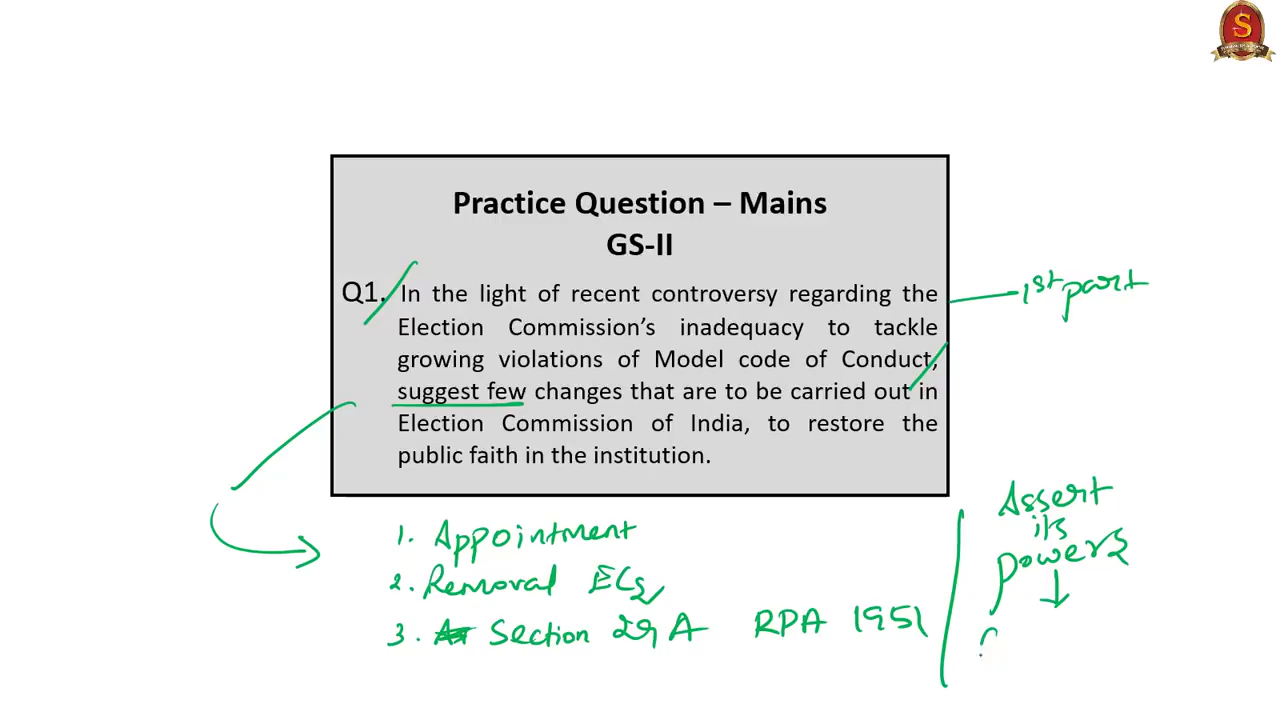 S
Practice Question – Mains
GS-II
Q1. In the light of recent controversy regarding the
Election Commission's inadequacy to tackle
growing violations of Model code of Conduct,
suggest few changes that are to be carried out in
Election Commission of India, to restore the
public faith in the institution.
1st part
1. Appointment
2. Removal ECs
3. Section 29A RPA 1951
Assert
its
powers